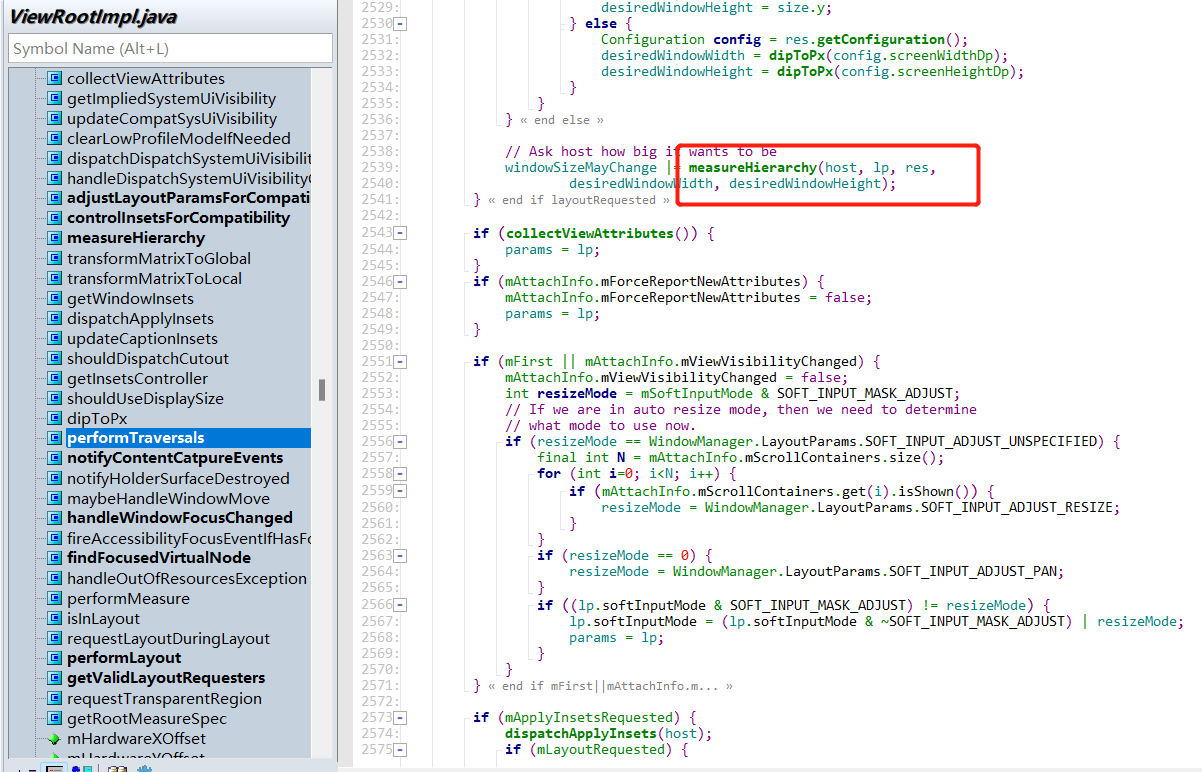 ViewRootImpl.java
Symbol Name (Alt+L)
collectViewAttributes
getImpliedSystemUiVisibility
updateCompatSysUiVisibility
clearLowProfileModeIfNeeded
dispatchDispatchSystemUiVisibilit
handleDispatchSystemUiVisibility
adjustLayoutParamsForCompati
controlInsetsForCompatibility
measureHierarchy
transformMatrixToGlobal
transformMatrixToLocal
getWindowInsets
dispatchApplyInsets
updateCaptionInsets
shouldDispatchCutout
getInsetsController
shouldUseDisplaySize
dipToPx
performTraversals
notifyContentCatpureEvents
notifyHolderSurfaceDestroyed
maybeHandleWindowMove
handleWindowFocusChanged
fireAccessibilityFocusEventIfHasFo
findFocusedVirtualNode
handleOutOfResourcesException
performMeasure
isInLayout
requestLayoutDuringLayout
performLayout
getValidLayoutRequesters
requestTransparentRegion
getRootMeasureSpec
mHardwareXOffset
mHardwareYOffset
2529: desiredWindowHeight = size.y;
2530: } else {
2531: Configuration config = res.getConfiguration();
2532: desiredWindowWidth = dipToPx(config.screenWidthDp);
2533: desiredWindowHeight = dipToPx(config.screenHeightDp);
2534: }
2535: }
2536: } « end else »
2537:
2538: // Ask host how big it wants to be
2539: windowSizeMayChange |= measureHierarchy(host, lp, res,
2540: desiredWindowWidth, desiredWindowHeight);
2541: } « end if layoutRequested »
2542:
2543: if (collectViewAttributes()) {
2544: params = lp;
2545: }
2546: if (mAttachInfo.mForceReportNewAttributes) {
2547: mAttachInfo.mForceReportNewAttributes = false;
2548: params = lp;
2549: }
2550:
2551: if (mFirst || mAttachInfo.mViewVisibilityChanged) {
2552: mAttachInfo.mViewVisibilityChanged = false;
2553: int resizeMode = mSoftInputMode & SOFT_INPUT_MASK_ADJUST;
2554: // If we are in auto resize mode, then we need to determine
2555: // what mode to use now.
2556: if (resizeMode == WindowManager.LayoutParams.SOFT_INPUT_ADJUST_UNSPECIFIED) {
2557: final int N = mAttachInfo.mScrollContainers.size();
2558: for (int i=0; i<N; i++) {
2559: if (mAttachInfo.mScrollContainers.get(i).isShown()) {
2560: resizeMode = WindowManager.LayoutParams.SOFT_INPUT_ADJUST_RESIZE;
2561: }
2562: }
2563: if (resizeMode == 0) {
2564: resizeMode = WindowManager.LayoutParams.SOFT_INPUT_ADJUST_PAN;
2565: }
2566: if ((lp.softInputMode & SOFT_INPUT_MASK_ADJUST) != resizeMode) {
2567: lp.softInputMode = (lp.softInputMode & ~SOFT_INPUT_MASK_ADJUST) | resizeMode;
2568: params = lp;
2569: }
2570: }
2571: } « end if mFirst||mAttachInfo.m... »
2572:
2573: if (mApplyInsetsRequested) {
2574: dispatchApplyInsets(host);
2575: if (mLayoutRequested) {